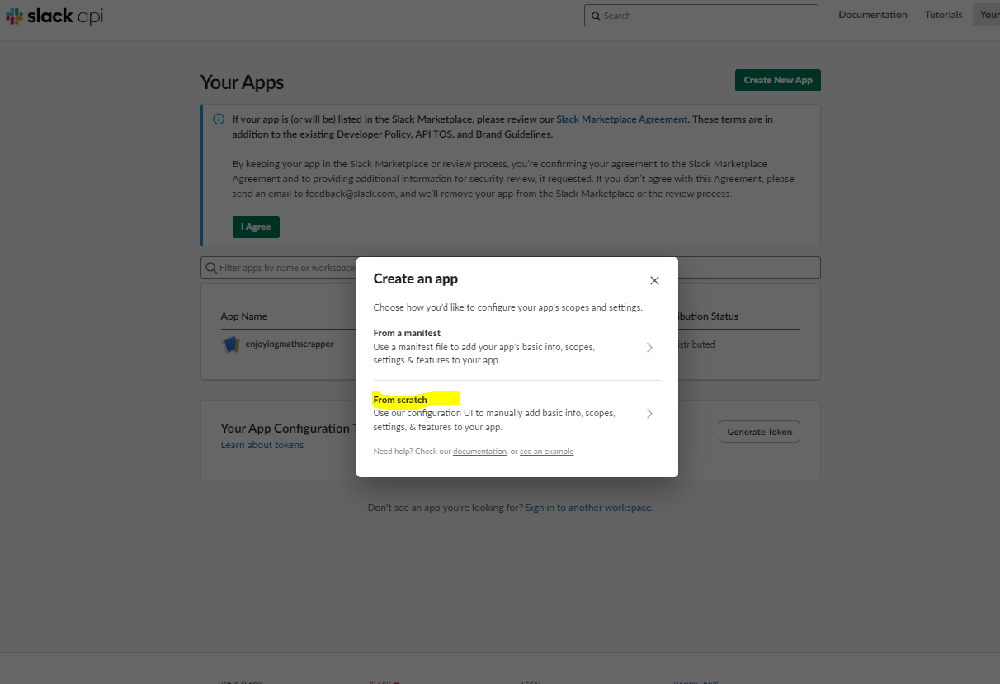 slack api
Search
Documentation
Tutorials
Your
Your Apps
Create New App
If your app is (or will be) listed in the Slack Marketplace, please review our Slack Marketplace Agreement. These terms are in
addition to the existing Developer Policy, API TOS, and Brand Guidelines.
By keeping your app in the Slack Marketplace or review process, you're confirming your agreement to the Slack Marketplace
Agreement and to providing additional information for security review, if requested. If you don't agree with this Agreement, please
send an email to feedback@slack.com, and we'll remove your app from the Slack Marketplace or the review process.
I Agree
Filter apps by name or workspace
Create an app
Choose how you'd like to configure your app's scopes and settings.
App Name
ibution Status
From a manifest
Use a manifest file to add your app's basic info, scopes,
settings & features to your app.
enjoyingmathscrapper
istributed
From scratch
Use our configuration UI to manually add basic info, scopes,
settings, & features to your app.
Your App Configuration T
Learn about tokens
Generate Token
Need help? Check our documentation, or see an example
Don't see an app you're looking for? Sign in to another workspace.